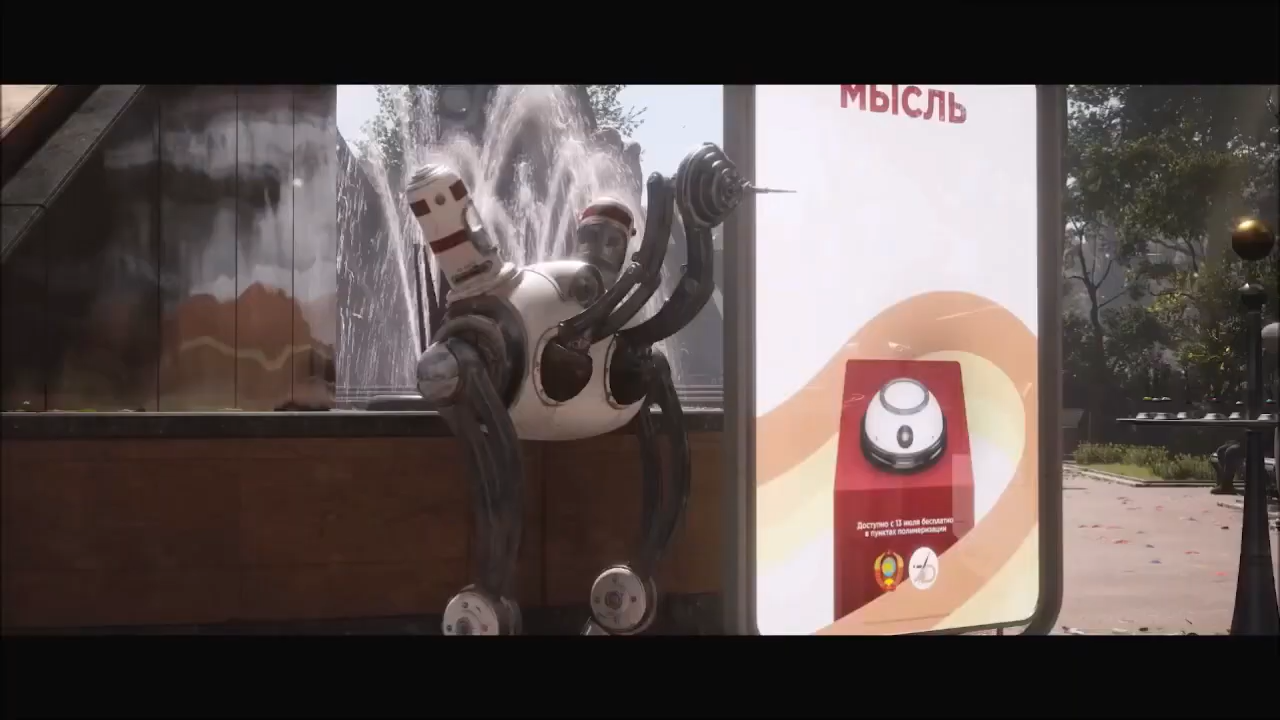 МЫСЛЬ
Доступно с 13 июля бесплатно
в пунктах полимеризации